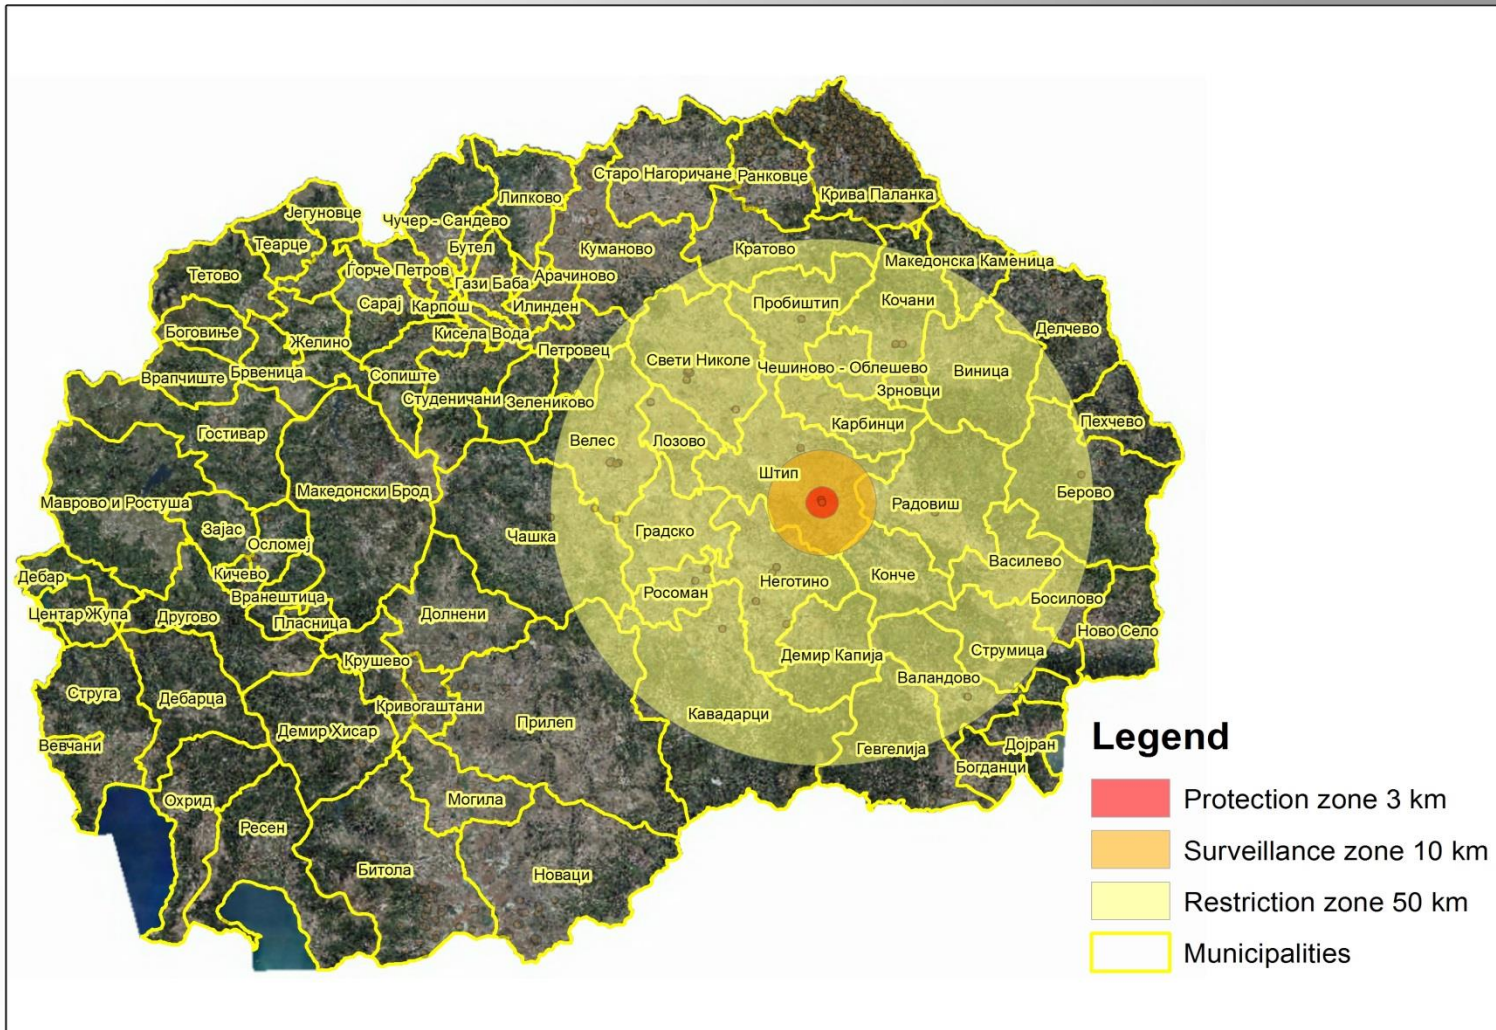 Старо Нагоричане
Ранковце
Крива Паланка
Липково
Јегуновце
Чучер - Сандево
Теарце
Бутел
Куманово
Кратово
Тетово
Ѓорче Петров
Гази Баба
Арачиново
Македонска Каменица
Сарај
Карпош
Илинден
Пробиштип
Кочани
Боговиње
Желино
Кисела Вода
Делчево
Петровец
Врапчиште
Брвеница
Сопиште
Свети Николе
Чешиново - Облешево
Виница
Студеничани
Зелениково
Зрновци
Гостивар
Велес
Лозово
Карбинци
Пехчево
Штип
Маврово и Ростуша
Македонски Брод
Берово
Зајас
Осломеј
Чашка
Градско
Радовиш
Дебар
Кичево
Василево
Вранештица
Росоман
Неготино
Конче
Босилово
Центар Жупа
Другово
Пласница
Долнени
Ново Село
Крушево
Демир Капија
Струмица
Струга
Дебарца
Валандово
Кривогаштани
Демир Хисар
Прилеп
Кавадарци
Вевчани
Гевгелија
Дојран
Богданци
Охрид
Могила
Ресен
Битола
Новаци
Legend
Protection zone 3 km
Surveillance zone 10 km
Restriction zone 50 km
Municipalities